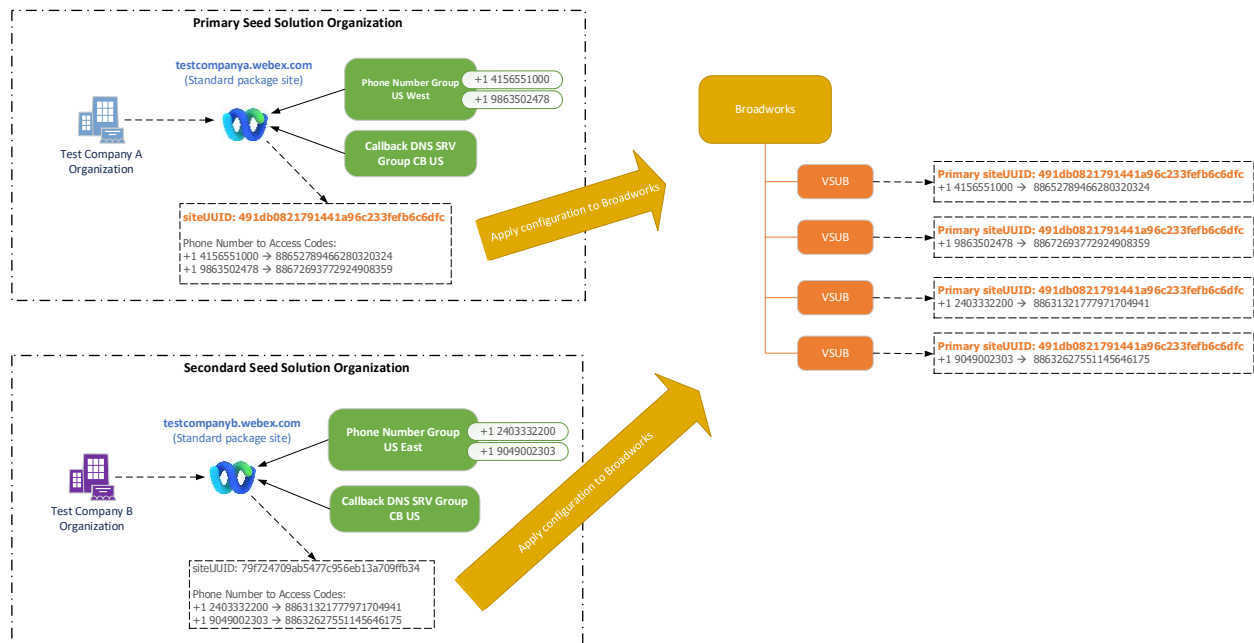 Primary Seed Solution Organization
testcompanya.webex.com
(Standard package site)
Test Company A
Organization
Phone Number Group
US West
+1 4156551000
+1 9863502478
Callback DNS SRV
Group CB US
siteUUID: 491db0821791441a96c233fefb6c6dfc
Phone Number to Access Codes:
+1 4156551000 → 88652789466280320324
+1 9863502478 → 88672693772924908359
Apply configuration to Broadworks
Secondard Seed Solution Organization
testcompanyb.webex.com
(Standard package site)
Test Company B
Organization
Phone Number Group
US East
+1 2403332200
+1 9049002303
Callback DNS SRV Group
CB US
siteUUID: 79f724709ab5477c956eb13a709ffb34
Phone Number to Access Codes:
+1 2403332200 → 88631321777971704941
+1 9049002303 → 88632627551145646175
Apply configuration to Broadworks
Broadworks
VSUB
Primary siteUUID: 491db0821791441a96c233fefb6c6dfc
+1 4156551000 → 88652789466280320324
VSUB
Primary siteUUID: 491db0821791441a96c233fefb6c6dfc
+1 9863502478 → 88672693772924908359
VSUB
Primary siteUUID: 491db0821791441a96c233fefb6c6dfc
+1 2403332200 → 88631321777971704941
VSUB
Primary siteUUID: 491db0821791441a96c233fefb6c6dfc
+1 9049002303 → 88632627551145646175